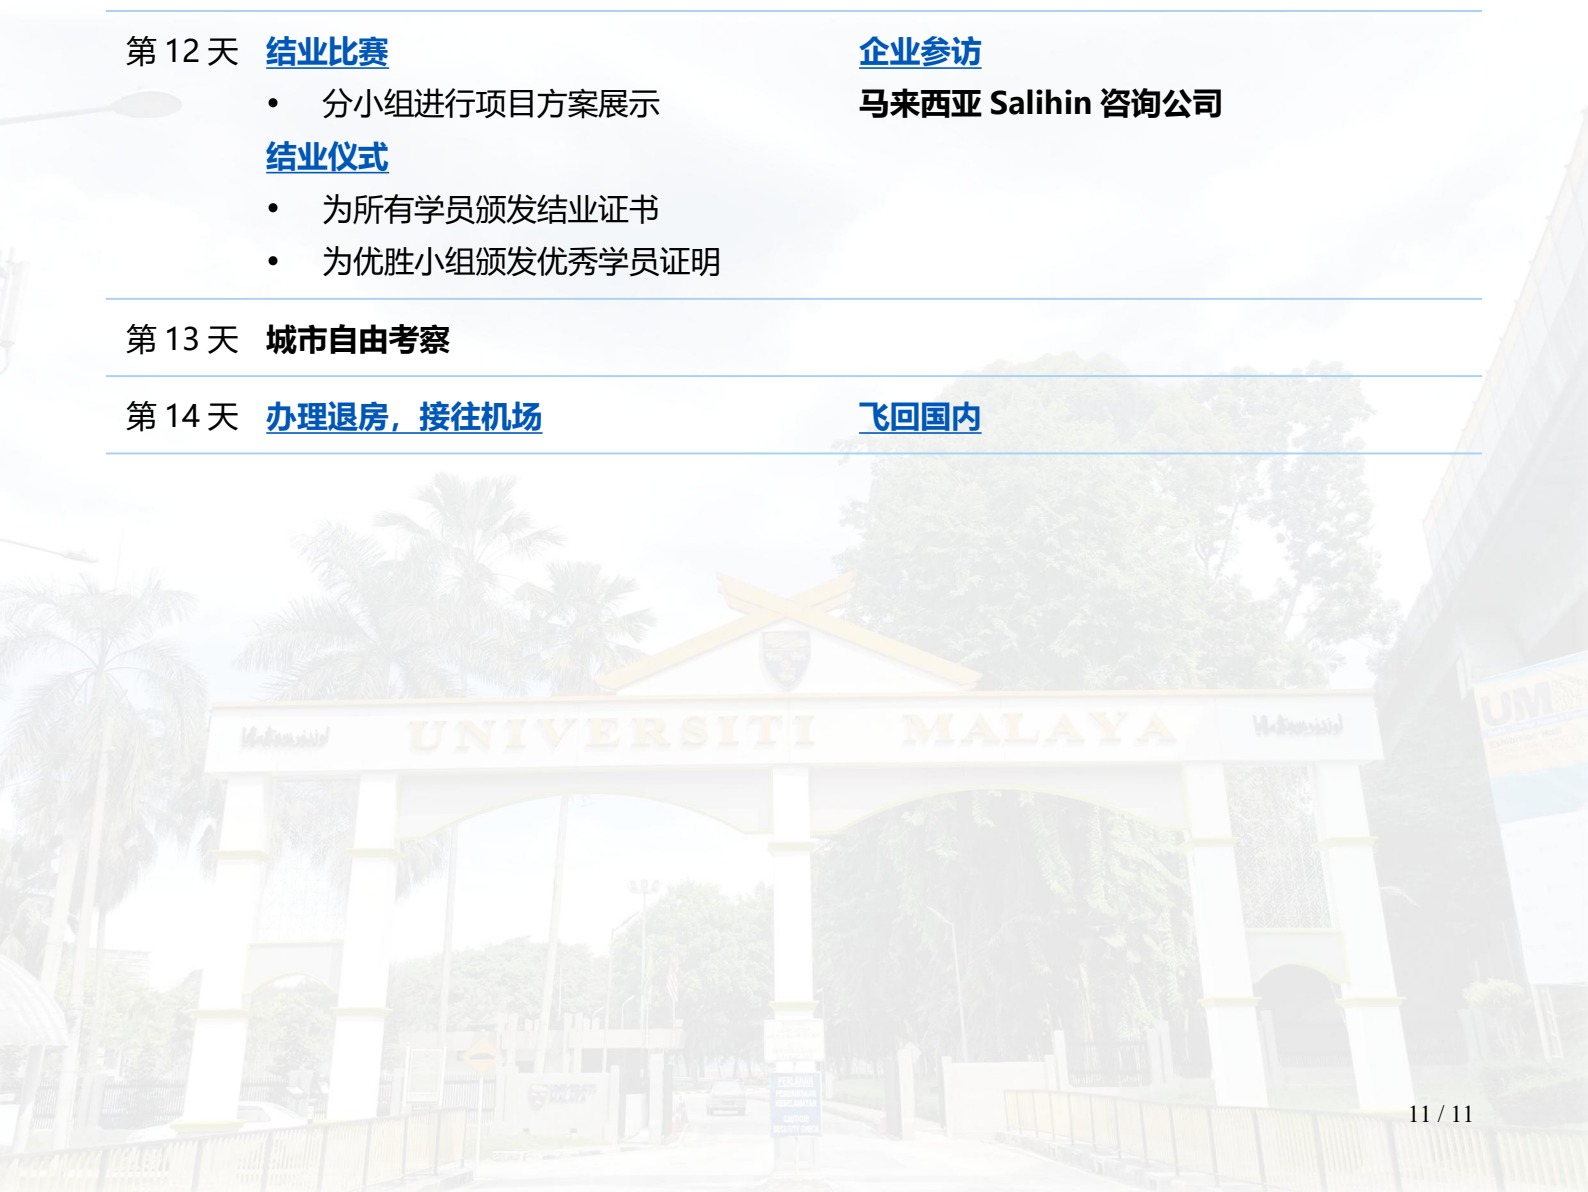 第 12 天 结业比赛 企业参访
• 分小组进行项目方案展示 马来西亚 Salihin 咨询公司
结业仪式
• 为所有学员颁发结业证书
• 为优胜小组颁发优秀学员证明
第 13 天 城市自由考察
第 14 天 办理退房，接往机场 飞回国内
UNIVERSITI MALAYA
UM
11 / 11